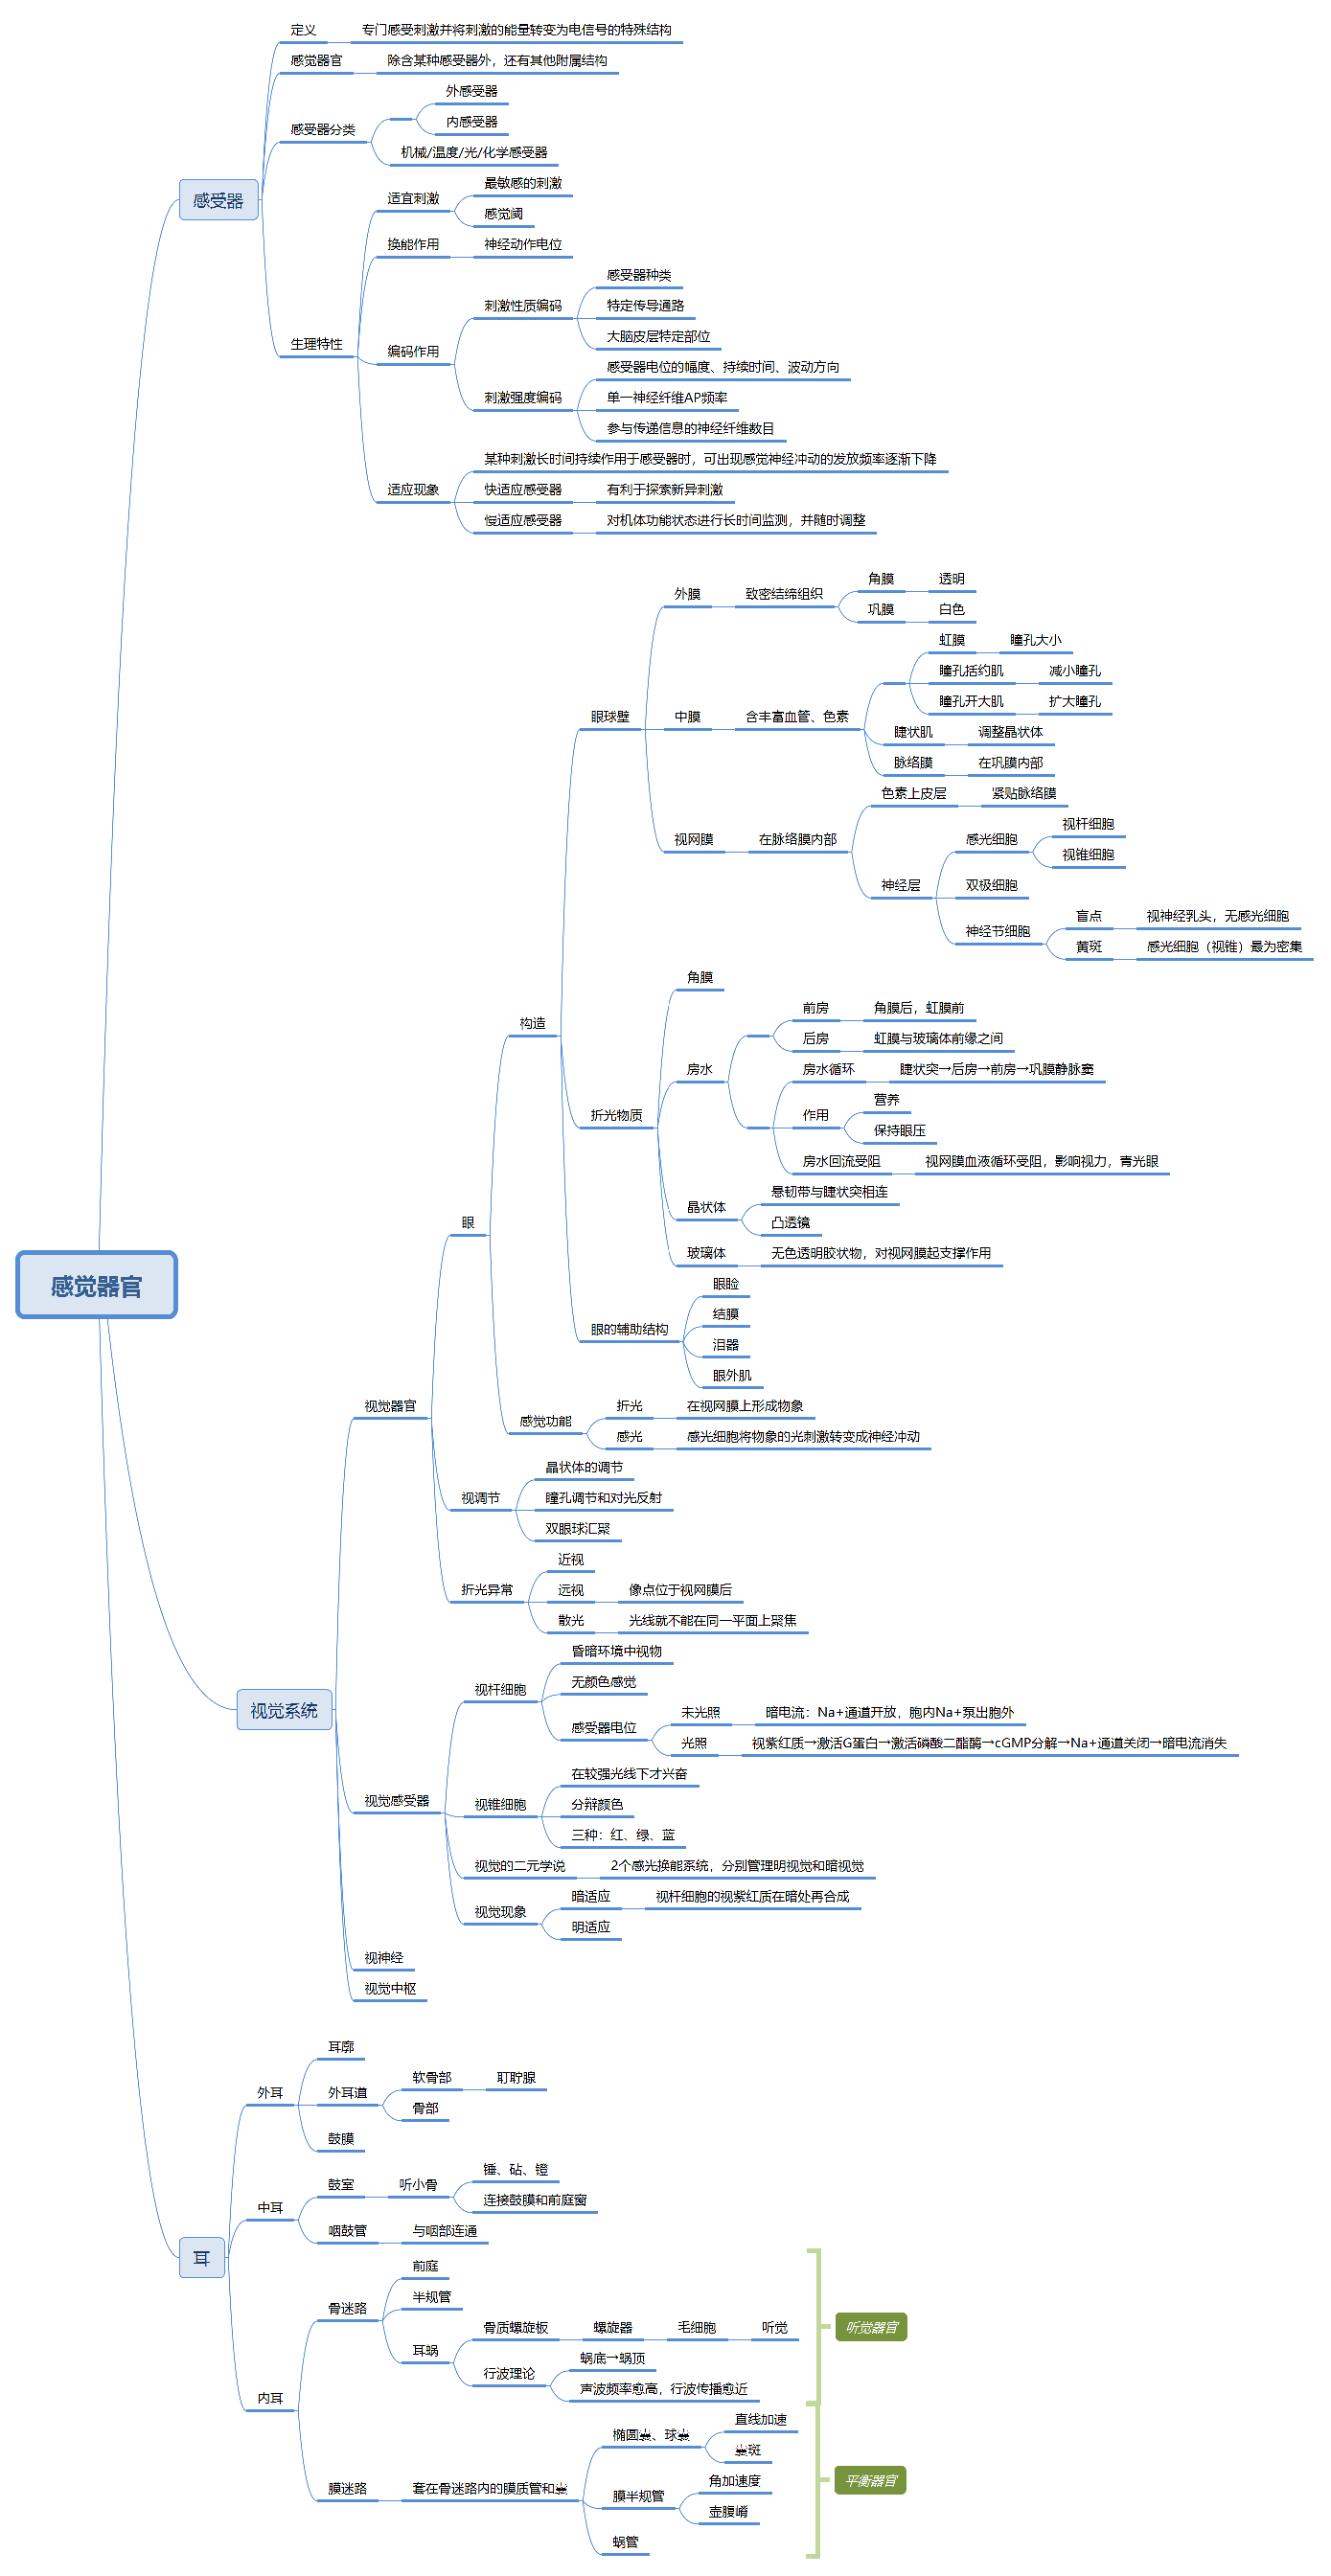 定义
专门感受刺激并将刺激的能量转变为电信号的特殊结构
感觉器官
除含某种感受器外，还有其他附属结构
外感受器
感受器分类
内感受器
机械/温度/光/化学感受器
感受器
适宜刺激
最敏感的刺激
感觉阈
换能作用
神经动作电位
生理特性
编码作用
刺激性质编码
感受器种类
特定传导通路
大脑皮层特定部位
刺激强度编码
感受器电位的幅度、持续时间、波动方向
单一神经纤维AP频率
参与传递信息的神经纤维数目
适应现象
某种刺激长时间持续作用于感受器时，可出现感觉神经冲动的发放频率逐渐下降
快适应感受器
有利于探索新异刺激
慢适应感受器
对机体功能状态进行长时间监测，并随时调整
感觉器官
视觉系统
视觉器官
眼
构造
眼球壁
外膜
致密结缔组织
角膜
透明
巩膜
白色
中膜
含丰富血管、色素
虹膜
瞳孔大小
瞳孔括约肌
减小瞳孔
瞳孔开大肌
扩大瞳孔
睫状肌
调整晶状体
脉络膜
在巩膜内部
视网膜
在脉络膜内部
色素上皮层
紧贴脉络膜
神经层
感光细胞
视杆细胞
视锥细胞
双极细胞
神经节细胞
盲点
视神经乳头，无感光细胞
黄斑
感光细胞（视锥）最为密集
折光物质
角膜
房水
前房
角膜后，虹膜前
后房
虹膜与玻璃体前缘之间
房水循环
睫状突→后房→前房→巩膜静脉窦
作用
营养
保持眼压
房水回流受阻
视网膜血液循环受阻，影响视力，青光眼
晶状体
悬韧带与睫状突相连
凸透镜
玻璃体
无色透明胶状物，对视网膜起支撑作用
眼的辅助结构
眼睑
结膜
泪器
眼外肌
感觉功能
折光
在视网膜上形成物象
感光
感光细胞将物象的光刺激转变成神经冲动
视调节
晶状体的调节
瞳孔调节和对光反射
双眼球汇聚
折光异常
近视
远视
像点位于视网膜后
散光
光线就不能在同一平面上聚焦
视觉感受器
视杆细胞
昏暗环境中视物
无颜色感觉
感受器电位
未光照
暗电流：Na+通道开放，胞内Na+泵出胞外
光照
视紫红质→激活G蛋白→激活磷酸二酯酶→cGMP分解→Na+通道关闭→暗电流消失
视锥细胞
在较强光线下才兴奋
分辩颜色
三种：红、绿、蓝
视觉的二元学说
2个感光换能系统，分别管理明视觉和暗视觉
视觉现象
暗适应
视杆细胞的视紫红质在暗处再合成
明适应
视神经
视觉中枢
耳
外耳
耳廓
外耳道
软骨部
耵聍腺
骨部
鼓膜
中耳
鼓室
听小骨
锤、砧、镫
连接鼓膜和前庭窗
咽鼓管
与咽部连通
内耳
骨迷路
前庭
半规管
耳蜗
骨质螺旋板
螺旋器
毛细胞
听觉
行波理论
蜗底→蜗顶
声波频率愈高，行波传播愈近
听觉器官
膜迷路
套在骨迷路内的膜质管和囊
椭圆囊、球囊
直线加速
囊斑
膜半规管
角加速度
壶腹嵴
蜗管
平衡器官